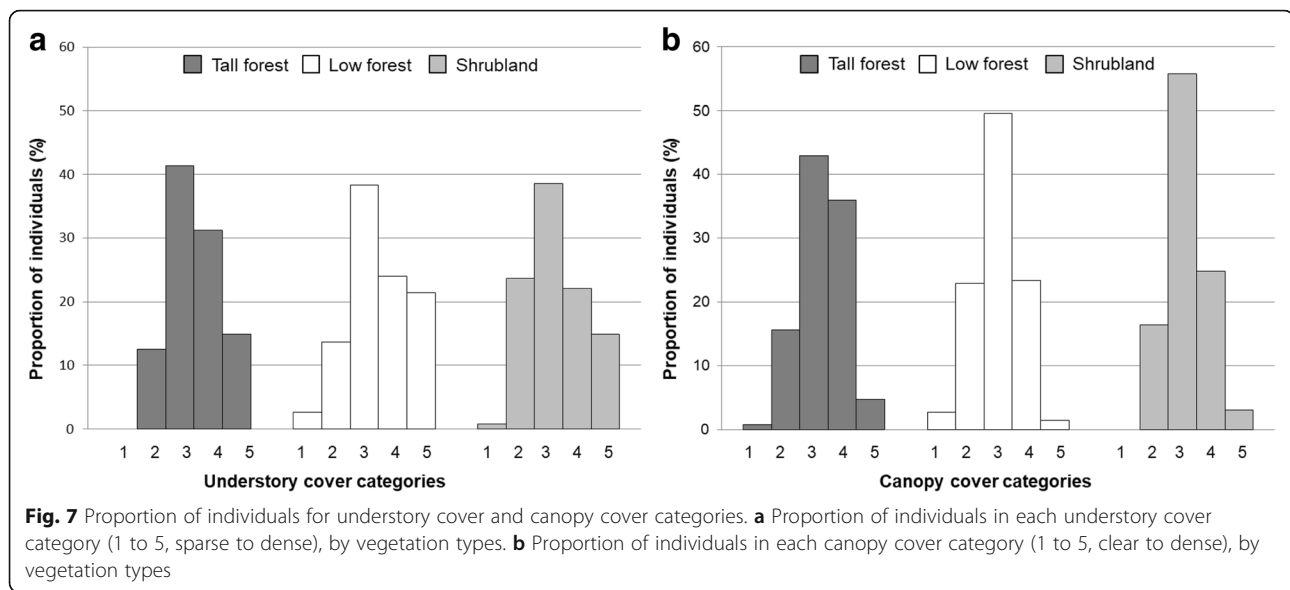 a
60
50
40
30
20
10
0
Proportion of individuals (%)
Tall forest Low forest Shrubland
1 2 3 4 5 1 2 3 4 5 1 2 3 4 5
Understory cover categories
b
60
50
40
30
20
10
0
Proportion of individuals (%)
Tall forest Low forest Shrubland
1 2 3 4 5 1 2 3 4 5 1 2 3 4 5
Canopy cover categories
Fig. 7 Proportion of individuals for understory cover and canopy cover categories. a Proportion of individuals in each understory cover
category (1 to 5, sparse to dense), by vegetation types. b Proportion of individuals in each canopy cover category (1 to 5, clear to dense), by
vegetation types